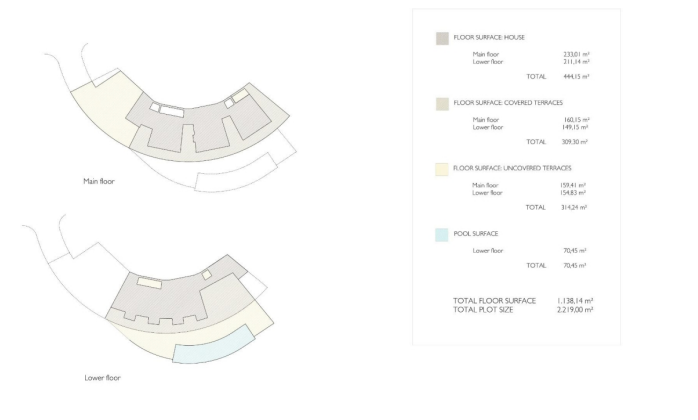 Main floor
Lower floor
FLOOR SURFACE: HOUSE
Main floor 233,01 m²
Lower floor 211,14 m²
TOTAL 444,15 m²
FLOOR SURFACE: COVERED TERRACES
Main floor 160,15 m²
Lower floor 149,15 m²
TOTAL 309,30 m²
FLOOR SURFACE: UNCOVERED TERRACES
Main floor 159,41 m²
Lower floor 154,83 m²
TOTAL 314,24 m²
POOL SURFACE
Lower floor 70,45 m²
TOTAL 70,45 m²
TOTAL FLOOR SURFACE 1.138,14 m²
TOTAL PLOT SIZE 2.219,00 m²